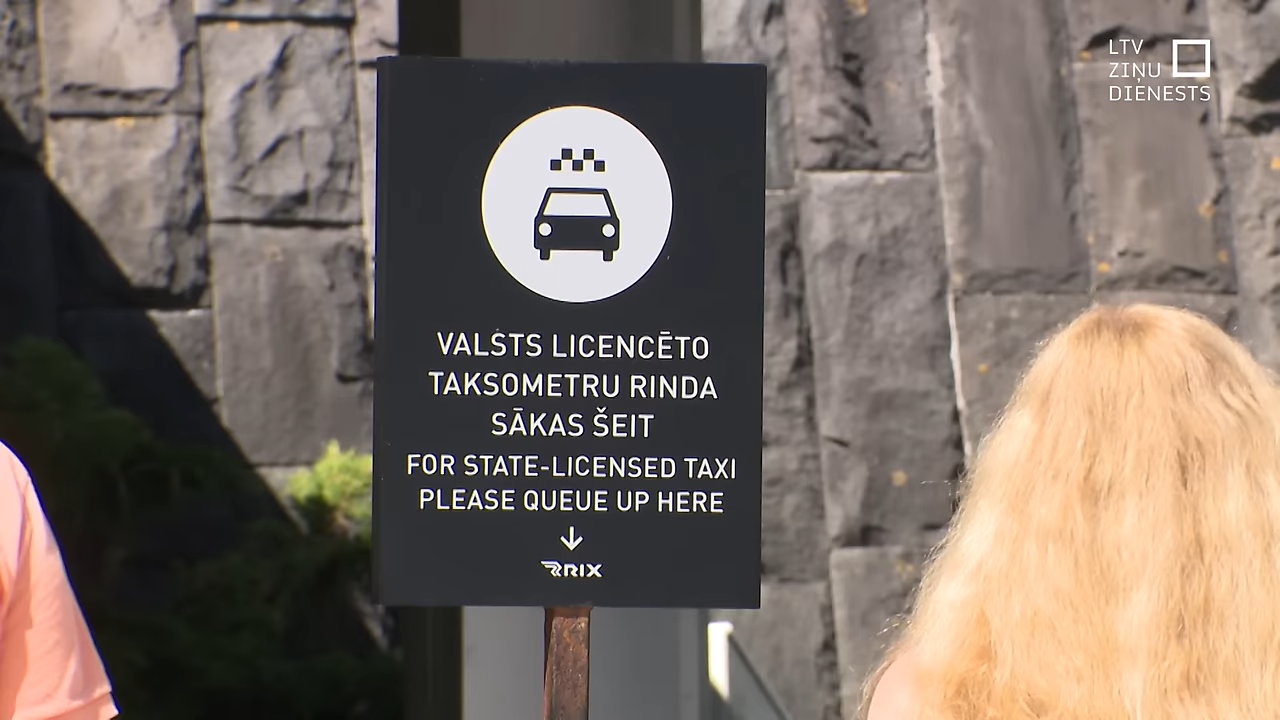 LTV
ZIŅU
DIENESTS
VALSTS LICENCĒTO
TAKSOMETRU RINDA
SĀKAS ŠEIT
FOR STATE-LICENSED TAXI
PLEASE QUEUE UP HERE
RIX